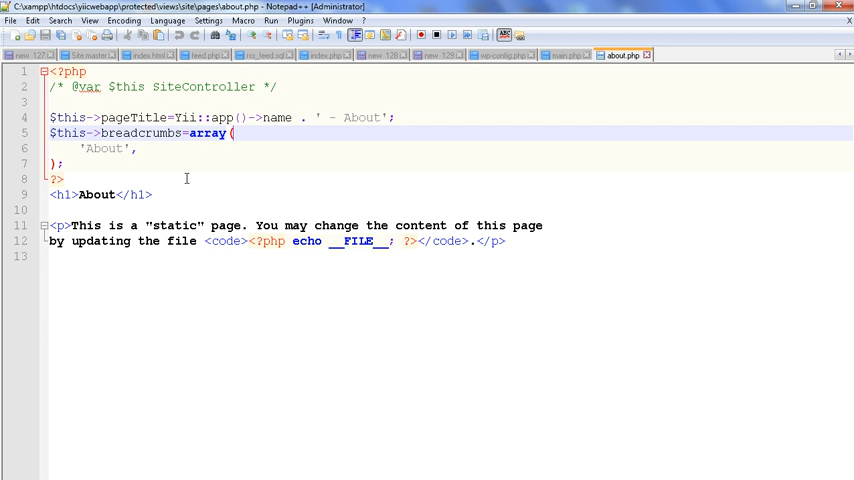 C:\xampp\htdocs\yiicwebapp\protected\views\site\pages\about.php - Notepad++ [Administrator]
File Edit Search View Encoding Language Settings Macro Run Plugins Window ?
new 127 Site.master index.html feed.php rss_feed.sql index.php new 128 new 129 wp-config.php main.php about.php
1 <?php
2 /* @var $this SiteController */
3
4 $this->pageTitle=Yii::app()->name . ' - About';
5 $this->breadcrumbs=array(
6 'About',
7 );
8 ?>
9 <h1>About</h1>
10
11 <p>This is a "static" page. You may change the content of this page
12 by updating the file <code><?php echo __FILE__; ?></code>.</p>
13